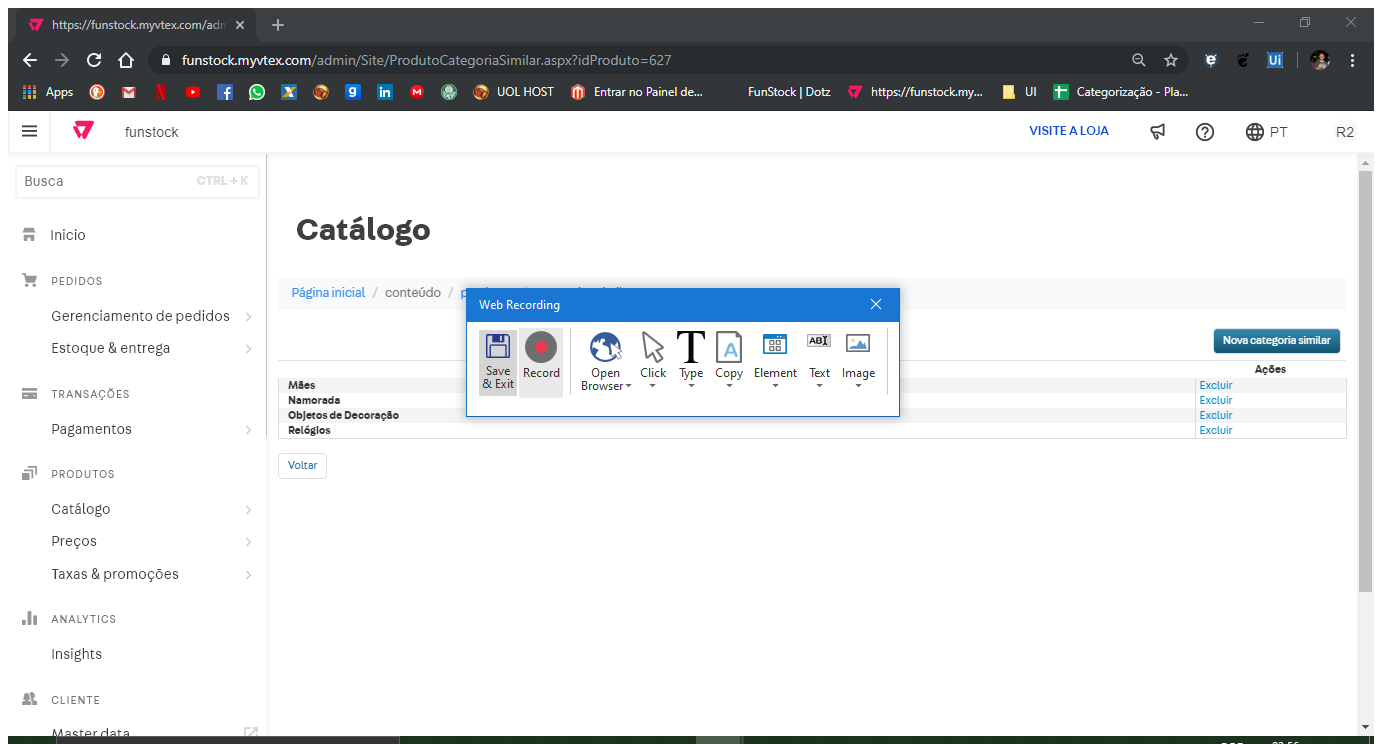 https://funstock.myvtex.com/adm
funstock.myvtex.com/admin/Site/ProdutoCategoriaSimilar.aspx?idProduto=627
Apps UOL HOST Entrar no Painel de... FunStock | Dotz https://funstock.my... UI Categorização - Pla...
funstock VISITE A LOJA PT R2
Busca CTRL + K
Inicio
PEDIDOS
Gerenciamento de pedidos
Estoque & entrega
TRANSAÇÕES
Pagamentos
PRODUTOS
Catálogo
Preços
Taxas & promoções
ANALYTICS
Insights
CLIENTE
Master data
Catálogo
Página inicial / conteúdo /
Nova categoria similar
Ações
Mães Excluir
Namorada Excluir
Objetos de Decoração Excluir
Relógios Excluir
Voltar
Web Recording
Save & Exit
Record
Open Browser
Click
Type
Copy
Element
Text
Image